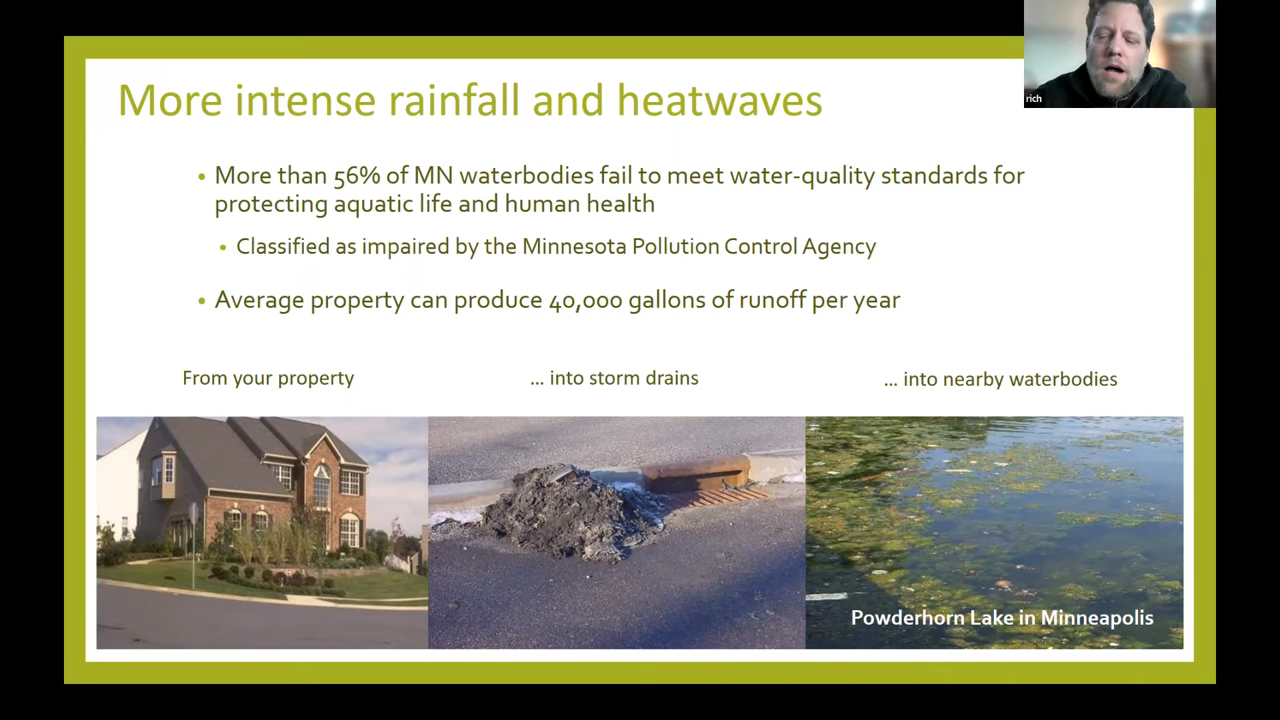 rich
More intense rainfall and heatwaves
• More than 56% of MN waterbodies fail to meet water-quality standards for
protecting aquatic life and human health
• Classified as impaired by the Minnesota Pollution Control Agency
• Average property can produce 40,000 gallons of runoff per year
From your property
... into storm drains
... into nearby waterbodies
Powderhorn Lake in Minneapolis